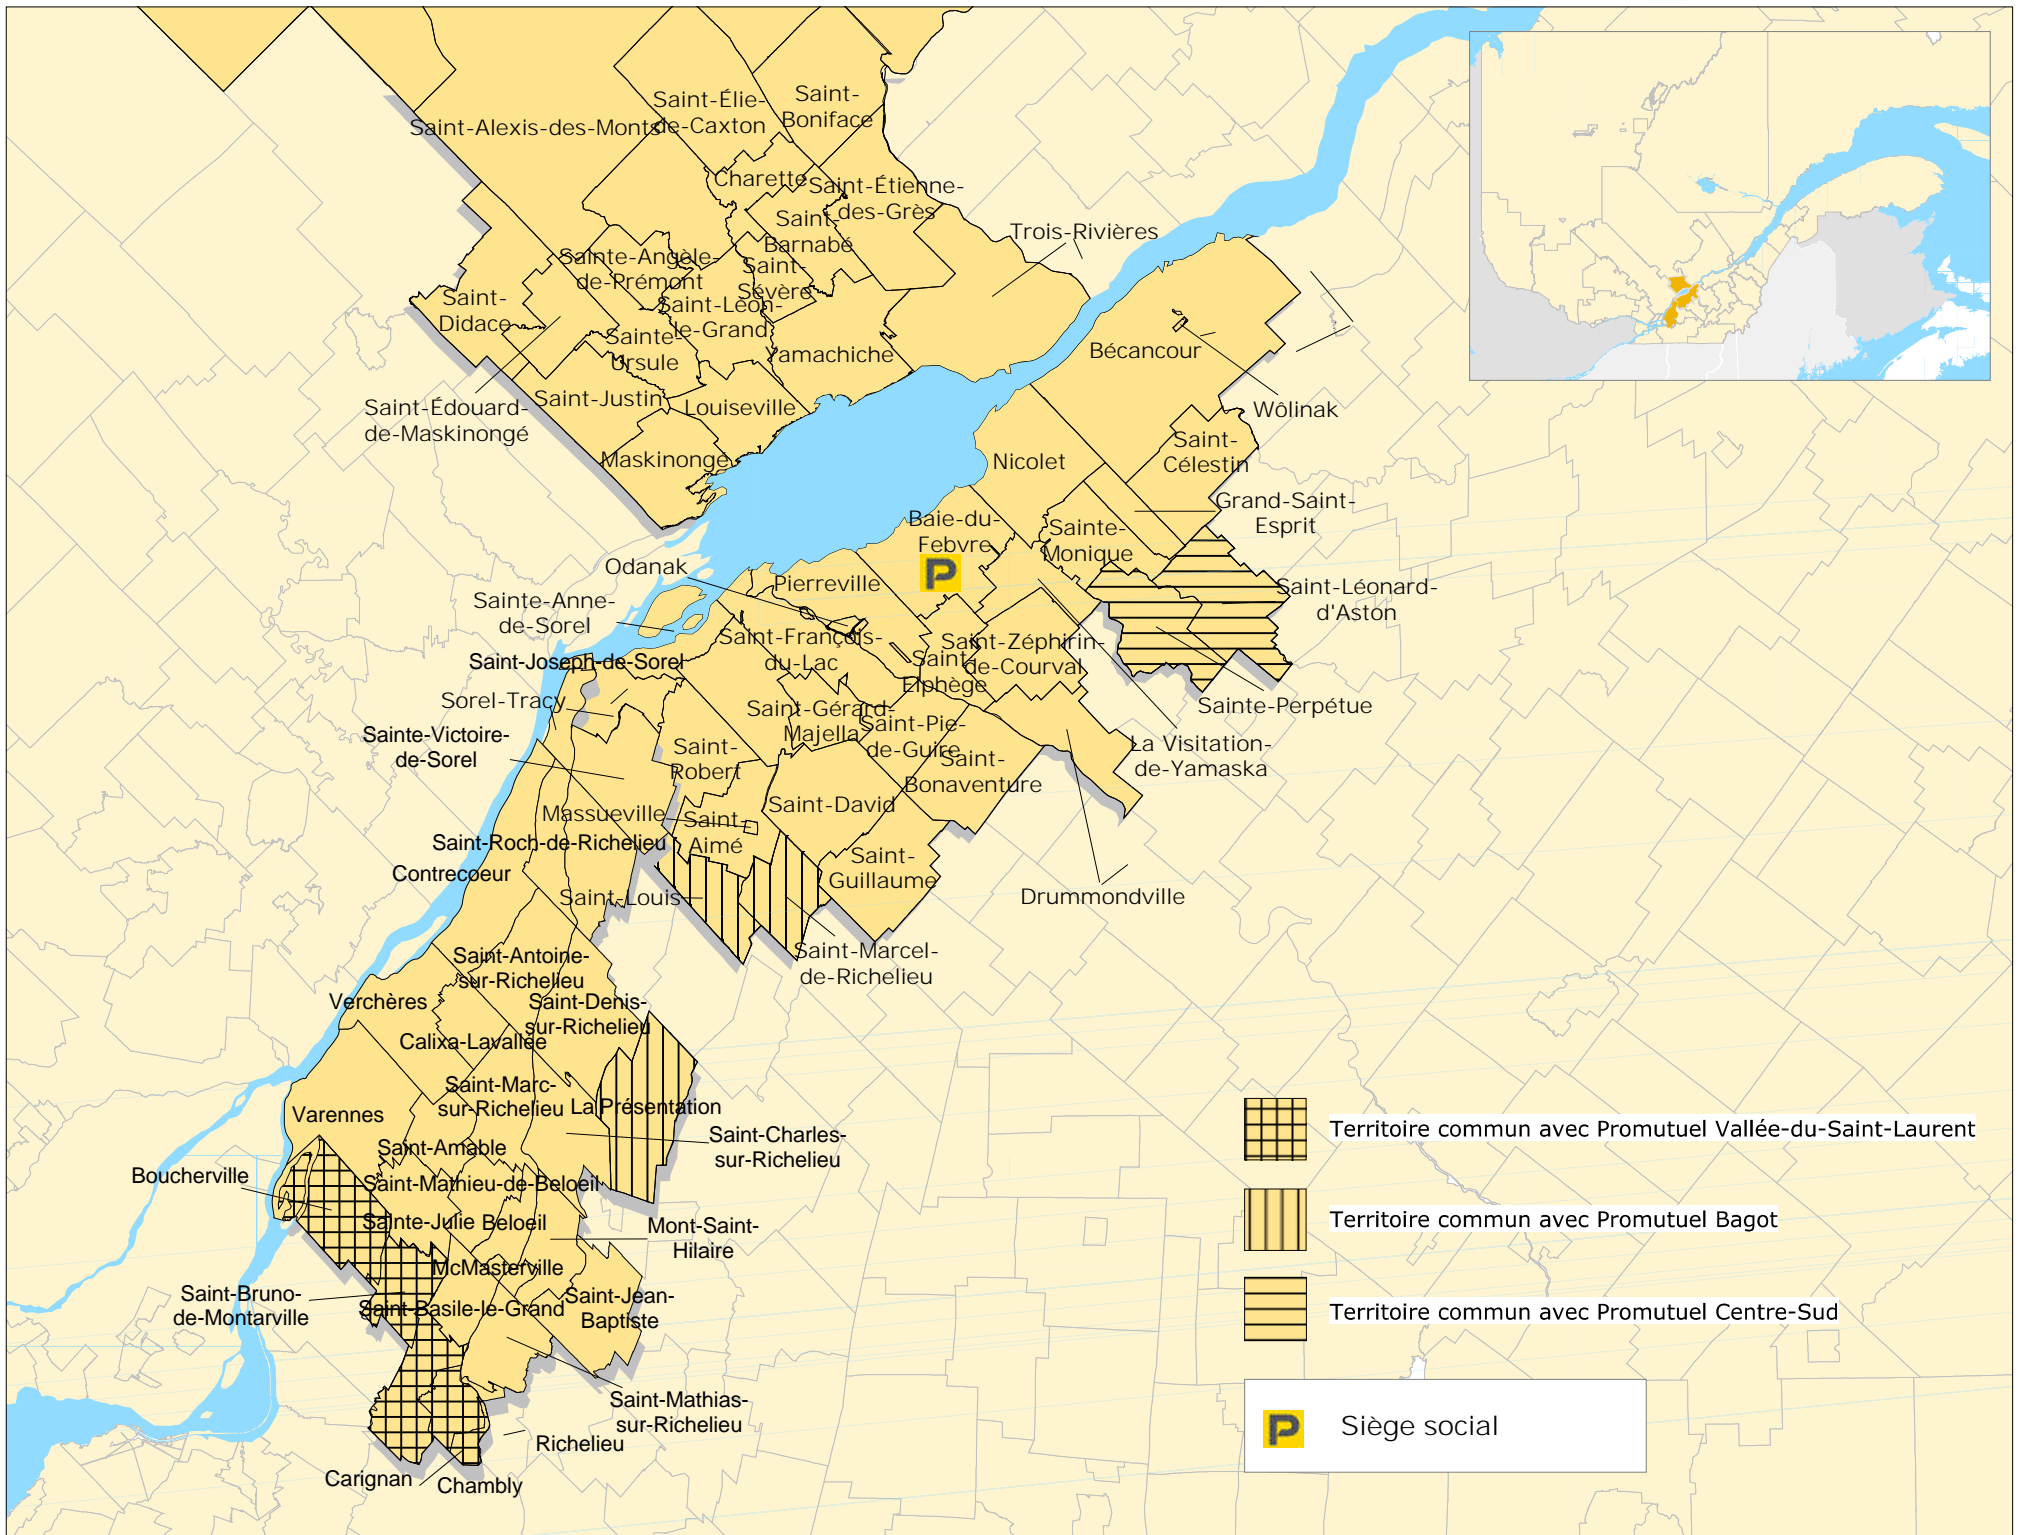 Saint-Élie-
de-Caxton
Saint-
Boniface
Saint-Alexis-des-Monts
Charette
Saint-Étienne-
des-Grès
Saint-
Barnabé
Trois-Rivières
Sainte-Angèle-
de-Prémont
Saint-
Sévère
Saint-
Didace
Saint-Léon-
le-Grand
Sainte-
Ursule
Yamachiche
Bécancour
Saint-Édouard-
de-Maskinongé
Saint-Justin
Louiseville
Wôlinak
Maskinongé
Nicolet
Saint-
Célestin
Grand-Saint-
Esprit
Baie-du-
Febvre
Sainte-
Monique
P
Odanak
Pierreville
Saint-Léonard-
d'Aston
Sainte-Anne-
de-Sorel
Saint-François-
du-Lac
Saint-Zéphirin-
de-Courval
Saint-
Elphège
Saint-Joseph-de-Sorel
Sorel-Tracy
Sainte-Perpétue
Saint-Gérard-
Majella
Saint-Pie-
de-Guire
Sainte-Victoire-
de-Sorel
Saint-
Robert
La Visitation-
de-Yamaska
Saint-
Bonaventure
Massueville
Saint-
Aimé
Saint-David
Saint-Roch-de-Richelieu
Contrecoeur
Saint-
Guillaume
Saint-Louis
Drummondville
Saint-Marcel-
de-Richelieu
Saint-Antoine-
sur-Richelieu
Verchères
Saint-Denis-
sur-Richelieu
Calixa-Lavallée
Saint-Marc-
sur-Richelieu
La Présentation
Varennes
Saint-Charles-
sur-Richelieu
Saint-Amable
Boucherville
Saint-Mathieu-de-Beloeil
Sainte-Julie
Beloeil
Mont-Saint-
Hilaire
McMasterville
Saint-Bruno-
de-Montarville
Saint-Basile-le-Grand
Saint-Jean-
Baptiste
Saint-Mathias-
sur-Richelieu
Richelieu
Carignan
Chambly
Territoire commun avec Promutuel Vallée-du-Saint-Laurent
Territoire commun avec Promutuel Bagot
Territoire commun avec Promutuel Centre-Sud
P
Siège social